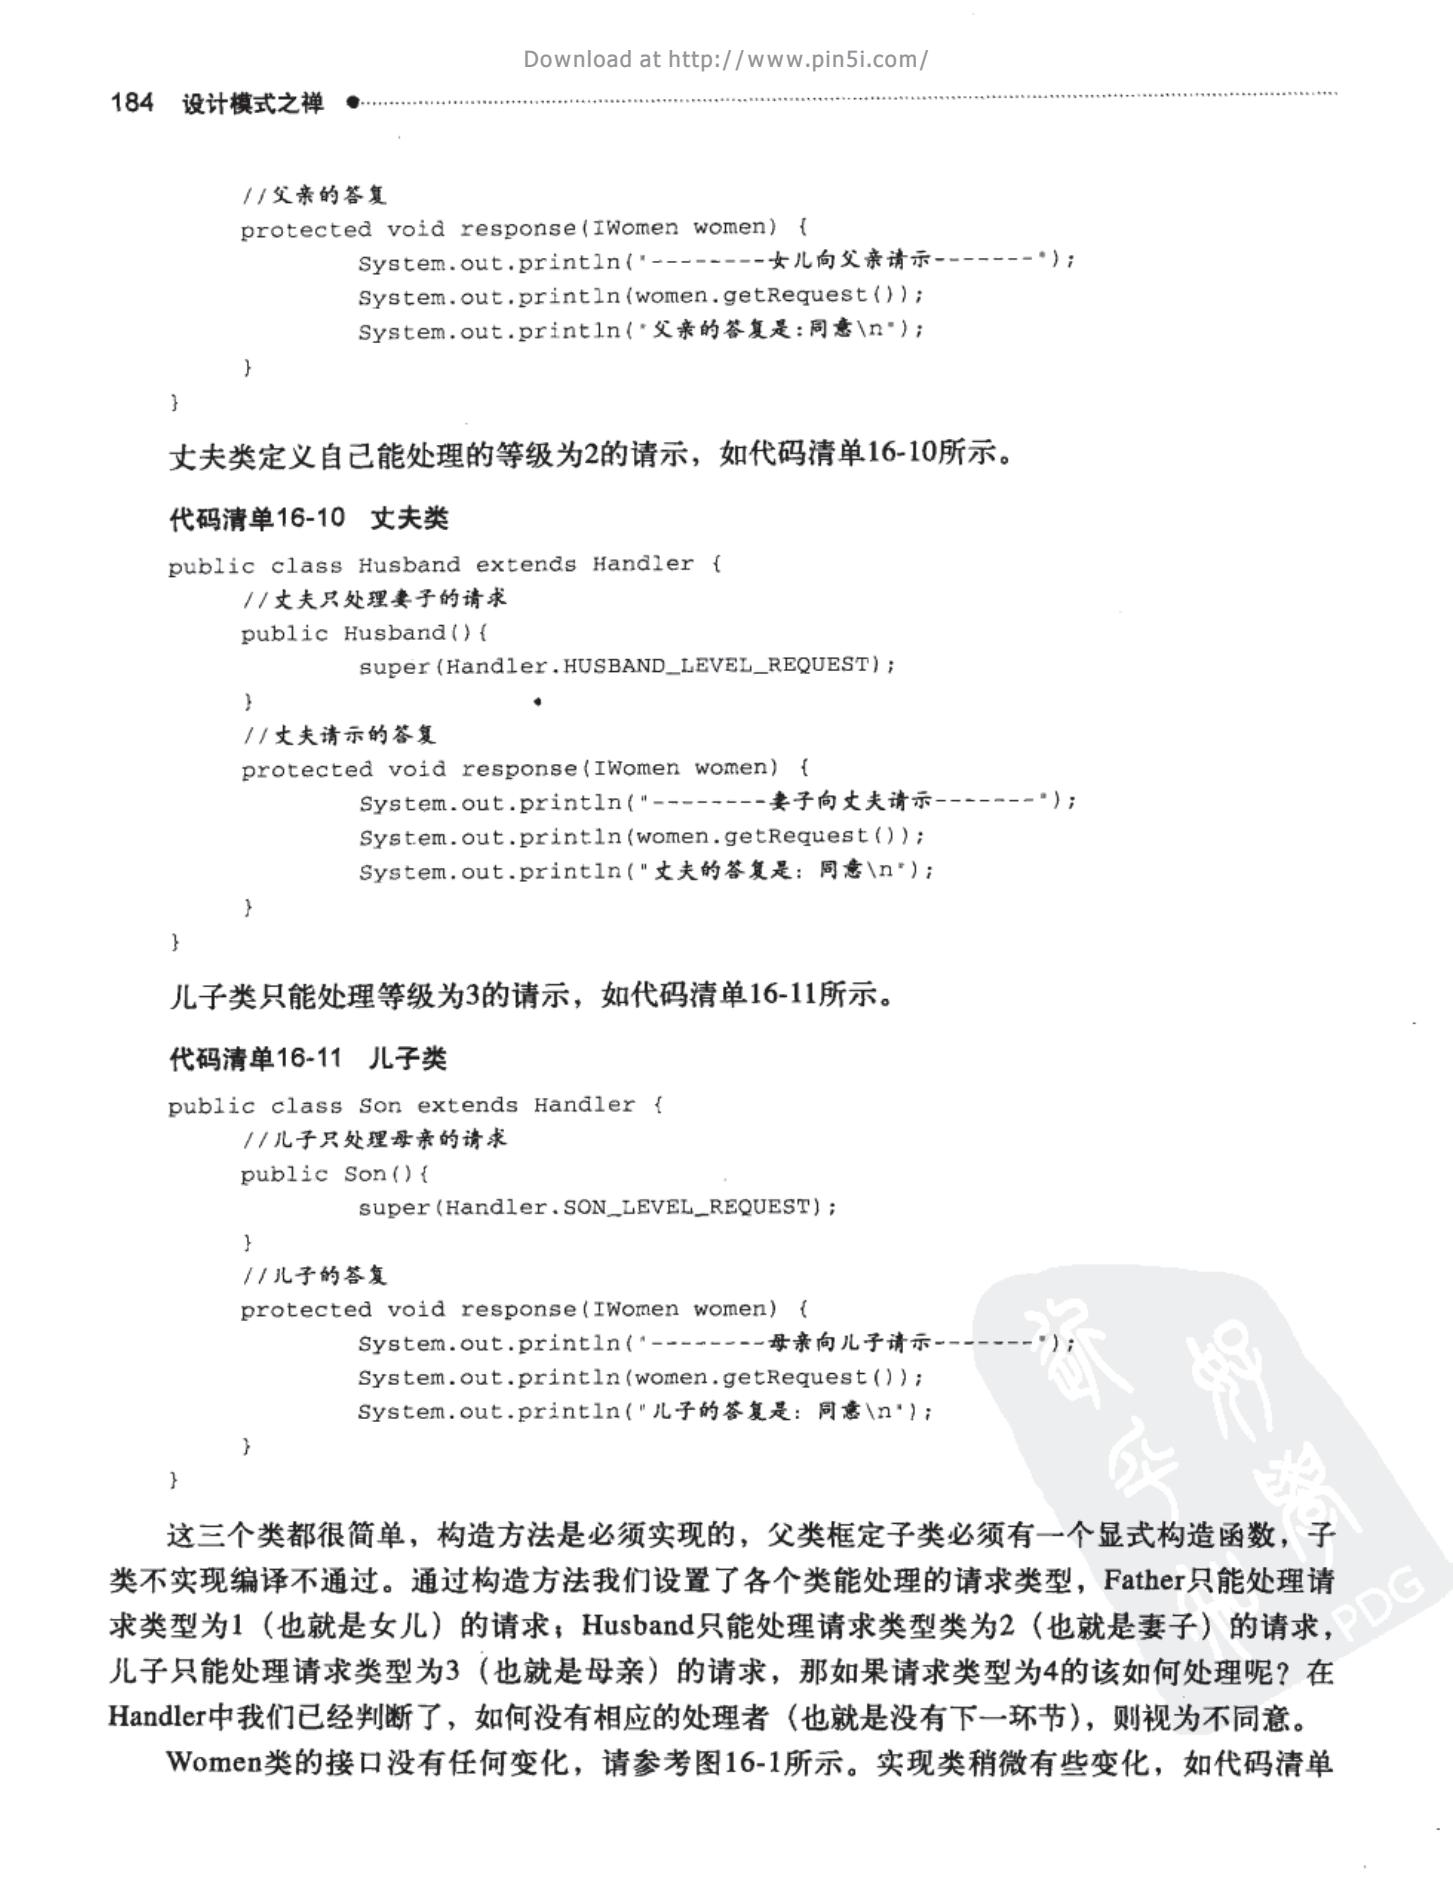 Download at http://www.pin5i.com/
184 设计模式之禅
//父亲的答复
protected void response(IWomen women) {
System.out.println("--------女儿向父亲请示-------");
System.out.println(women.getRequest());
System.out.println("父亲的答复是:同意\n");
}
}
丈夫类定义自己能处理的等级为2的请示，如代码清单16-10所示。
代码清单16-10 丈夫类
public class Husband extends Handler {
//丈夫只处理妻子的请求
public Husband(){
super(Handler.HUSBAND_LEVEL_REQUEST);
}
//丈夫请示的答复
protected void response(IWomen women) {
System.out.println("--------妻子向丈夫请示-------");
System.out.println(women.getRequest());
System.out.println("丈夫的答复是：同意\n");
}
}
儿子类只能处理等级为3的请示，如代码清单16-11所示。
代码清单16-11 儿子类
public class Son extends Handler {
//儿子只处理母亲的请求
public Son(){
super(Handler.SON_LEVEL_REQUEST);
}
//儿子的答复
protected void response(IWomen women) {
System.out.println("--------母亲向儿子请示-------");
System.out.println(women.getRequest());
System.out.println("儿子的答复是：同意\n");
}
}
这三个类都很简单，构造方法是必须实现的，父类框定子类必须有一个显式构造函数，子
类不实现编译不通过。通过构造方法我们设置了各个类能处理的请求类型，Father只能处理请
求类型为1（也就是女儿）的请求；Husband只能处理请求类型类为2（也就是妻子）的请求，
儿子只能处理请求类型为3（也就是母亲）的请求，那如果请求类型为4的该如何处理呢？在
Handler中我们已经判断了，如何没有相应的处理者（也就是没有下一环节），则视为不同意。
Women类的接口没有任何变化，请参考图16-1所示。实现类稍微有些变化，如代码清单
PDG